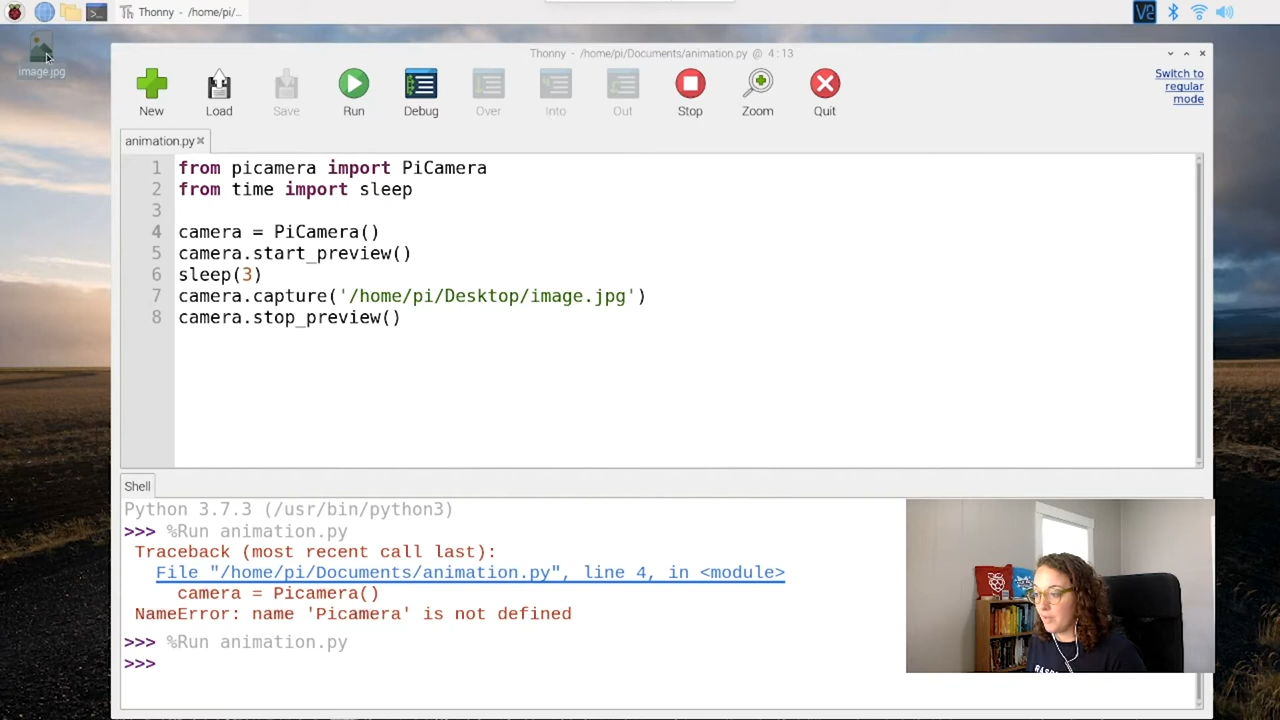 Thonny - /home/pi/...
image.jpg
Thonny - /home/pi/Documents/animation.py @ 4:13
New
Load
Save
Run
Debug
Over
Into
Out
Stop
Zoom
Quit
Switch to
regular
mode
animation.py
1 from picamera import PiCamera
2 from time import sleep
3
4 camera = PiCamera()
5 camera.start_preview()
6 sleep(3)
7 camera.capture('/home/pi/Desktop/image.jpg')
8 camera.stop_preview()
Shell
Python 3.7.3 (/usr/bin/python3)
>>> %Run animation.py
Traceback (most recent call last):
File "/home/pi/Documents/animation.py", line 4, in <module>
camera = Picamera()
NameError: name 'Picamera' is not defined
>>> %Run animation.py
>>>